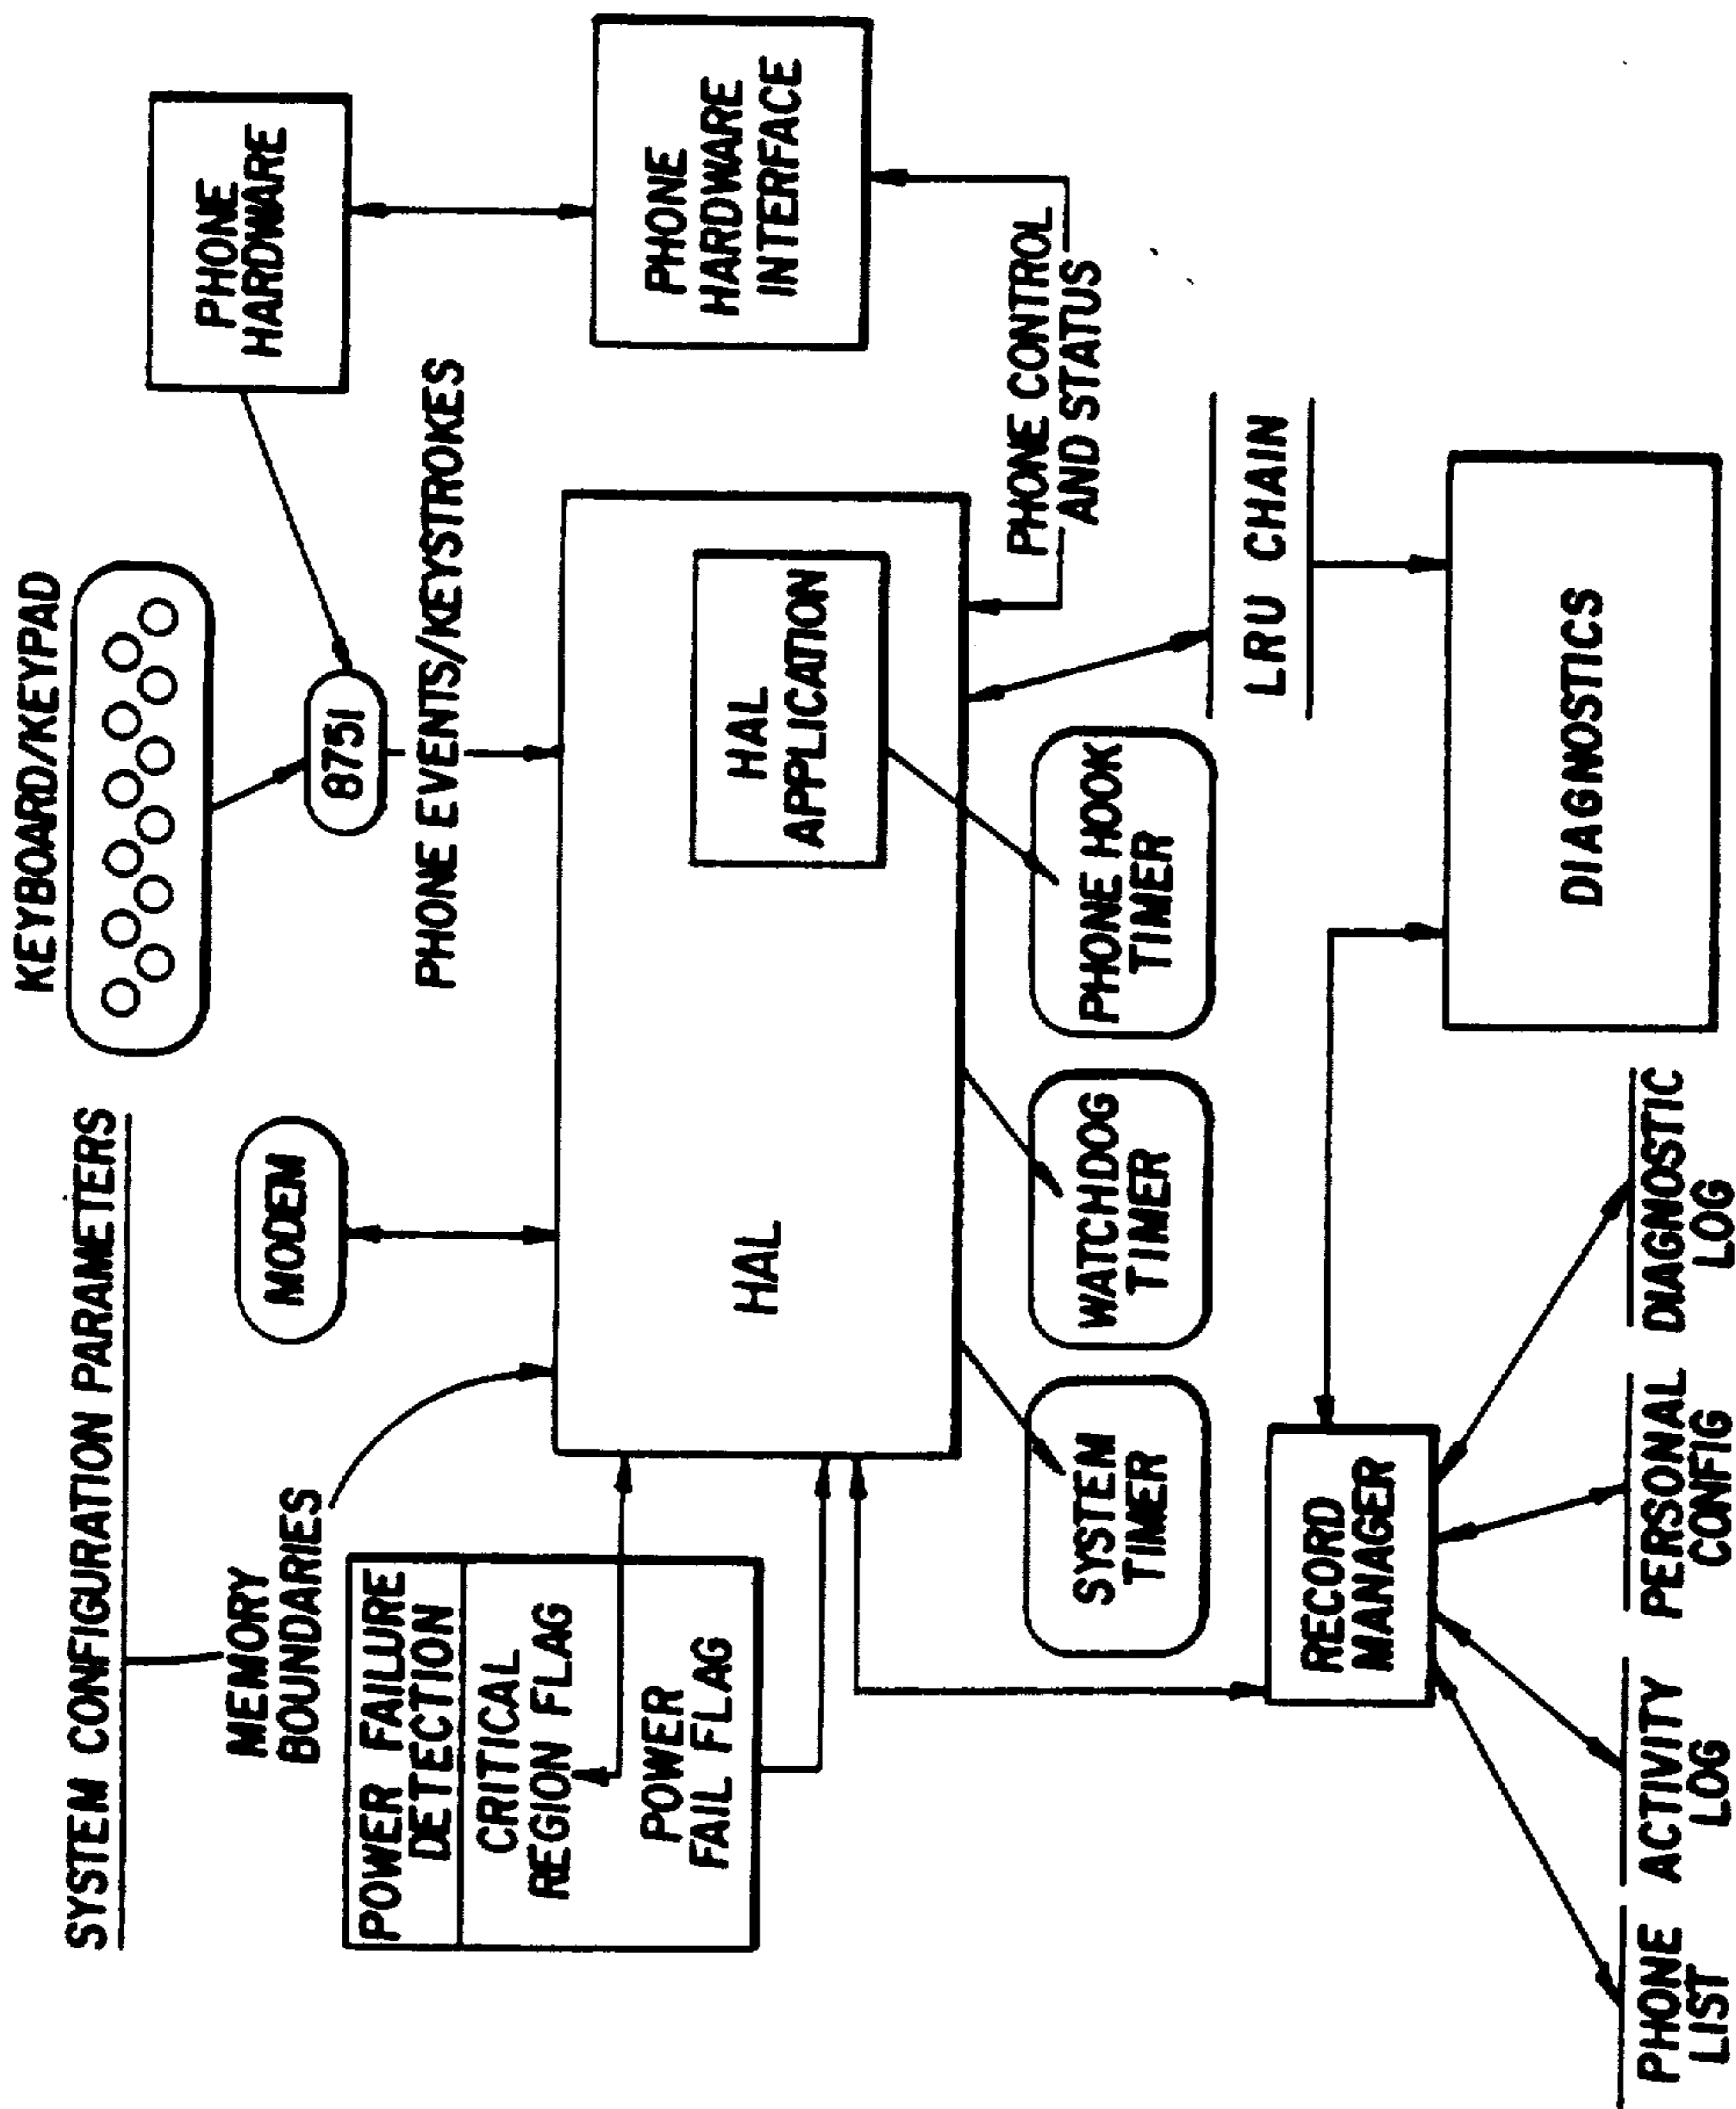 SYSTEM CONFIGURATION PARAMETERS
KEYBOARD/KEYPAD
MODEM
8751
PHONE
HARDWARE
MEMORY
BOUNDARIES
PHONE EVENTS/KEYSTROKES
POWER FAILURE
DETECTION
CRITICAL
REGION FLAG
POWER
FAIL FLAG
HAL
HAL
APPLICATION
PHONE
HARDWARE
INTERFACE
SYSTEM
TIMER
WATCHDOG
TIMER
PHONE HOOK
TIMER
PHONE CONTROL
AND STATUS
LRU CHAIN
RECORD
MANAGER
DIAGNOSTICS
PHONE
LIST
ACTIVITY
LOG
PERSONAL
CONFIG
DIAGNOSTIC
LOG